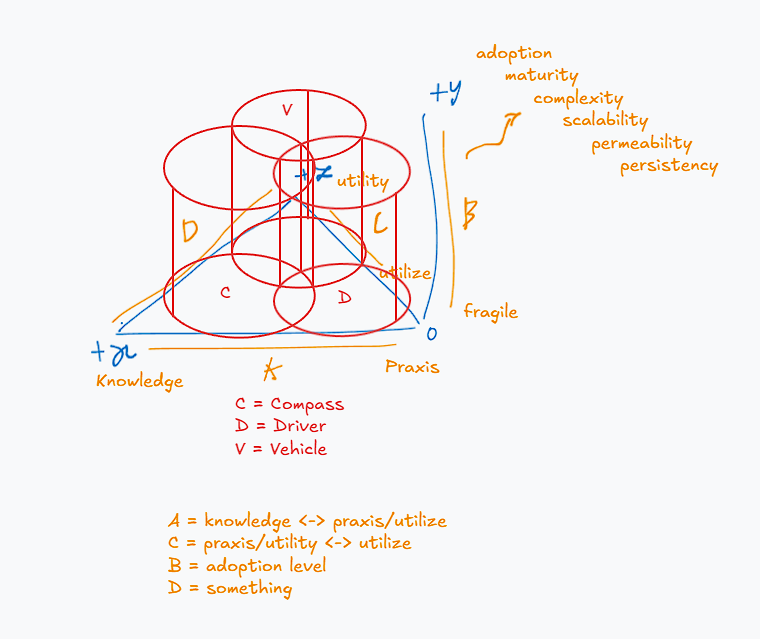 adoption
maturity
complexity
scalability
permeability
persistency
+y
V
+z
utility
D
C
B
utilize
C
D
fragile
0
+x
Knowledge
K
Praxis
C = Compass
D = Driver
V = Vehicle
A = knowledge <-> praxis/utilize
C = praxis/utility <-> utilize
B = adoption level
D = something